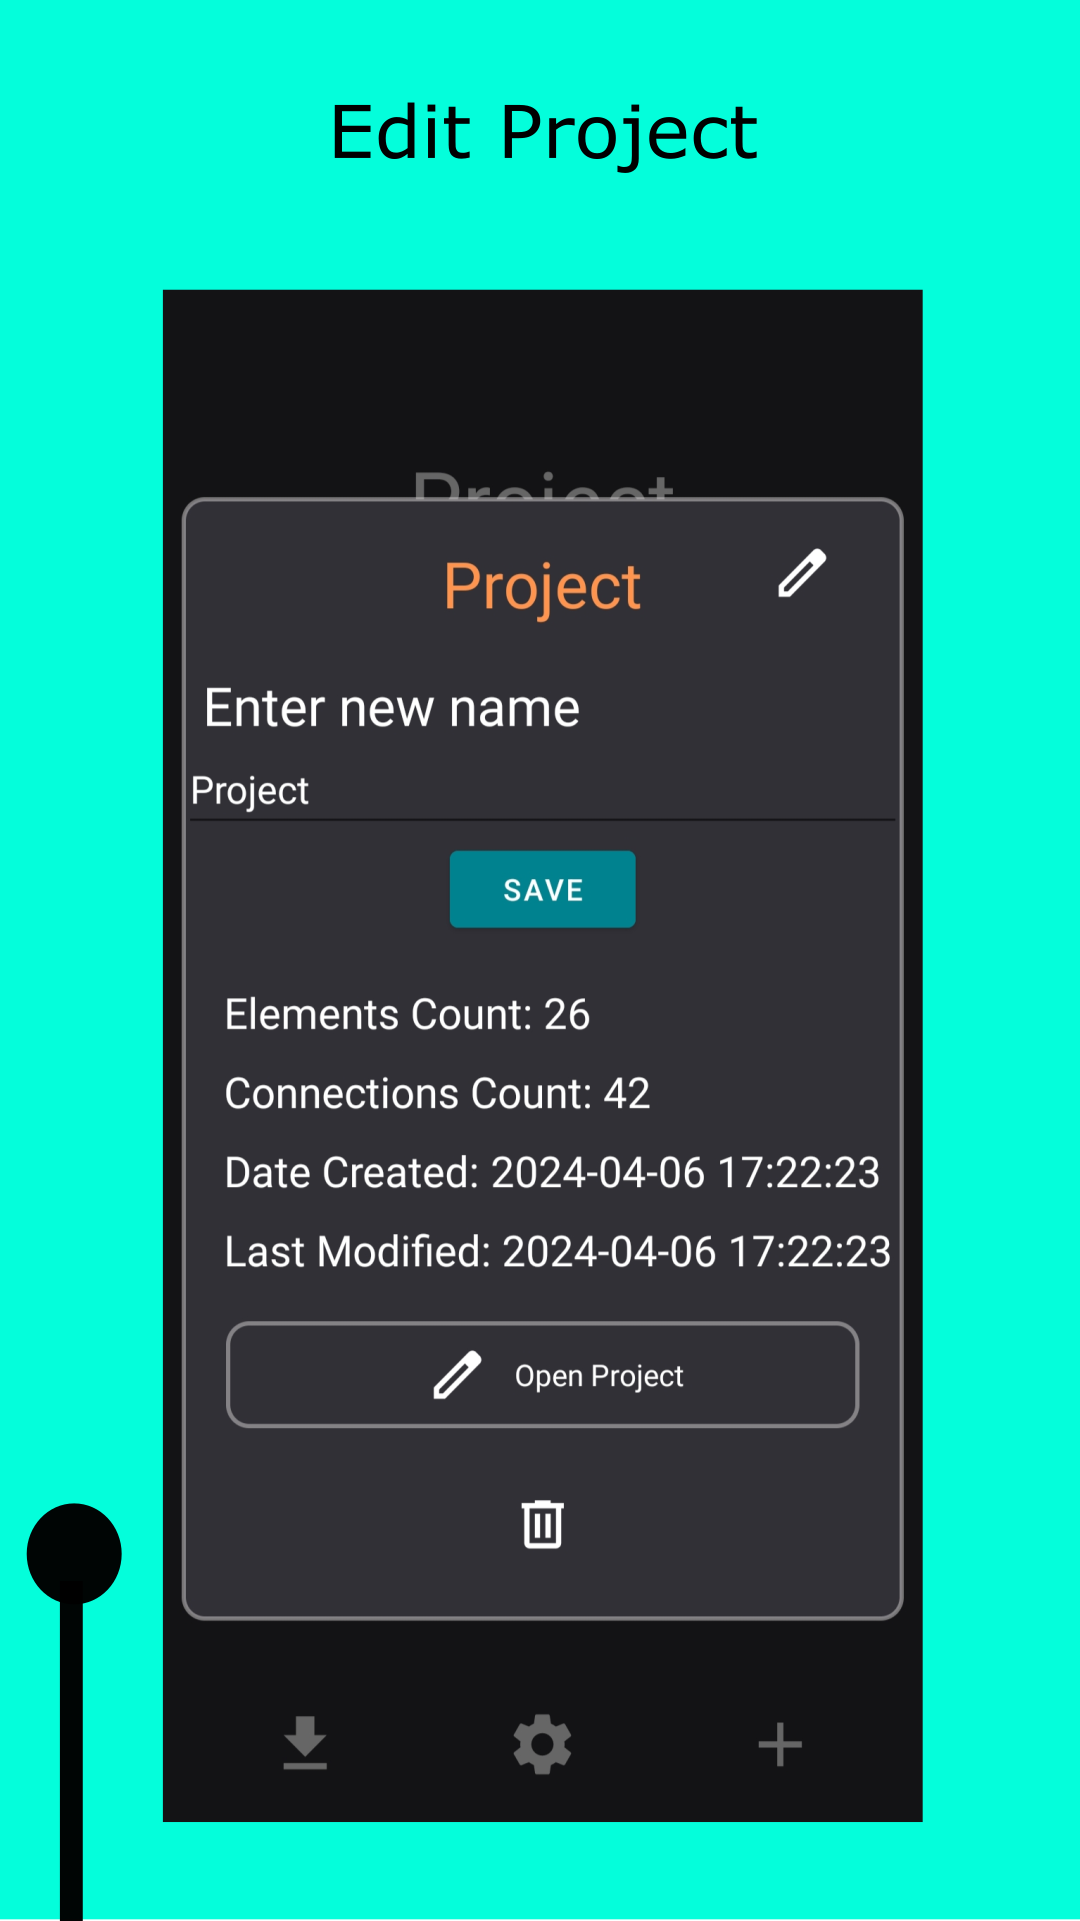 Edit Project
Project
Project
Enter new name
Project
SAVE
Elements Count: 26
Connections Count: 42
Date Created: 2024-04-06 17:22:23
Last Modified: 2024-04-06 17:22:23
Open Project